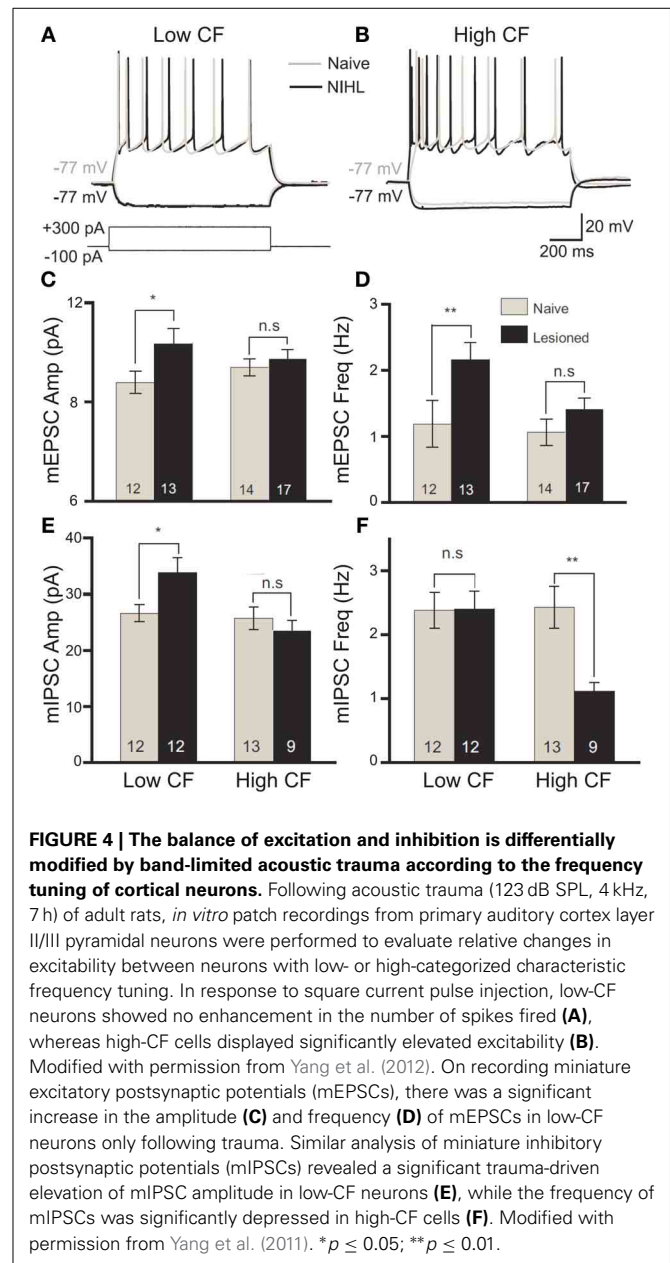 A Low CF
B High CF
Naive
NIHL
-77 mV
-77 mV
-77 mV
-77 mV
+300 pA
-100 pA
20 mV
200 ms
C
D
mEPSC Amp (pA)
12
8
6
*
n.s
12
13
14
17
mEPSC Freq (Hz)
3
2
1
0
**
n.s
Naive
Lesioned
12
13
14
17
E
F
mIPSC Amp (pA)
40
30
20
10
0
*
n.s
12
12
13
9
Low CF
High CF
mIPSC Freq (Hz)
3
2
1
0
n.s
**
12
12
13
9
Low CF
High CF
FIGURE 4 | The balance of excitation and inhibition is differentially
modified by band-limited acoustic trauma according to the frequency
tuning of cortical neurons. Following acoustic trauma (123 dB SPL, 4 kHz,
7 h) of adult rats, in vitro patch recordings from primary auditory cortex layer
II/III pyramidal neurons were performed to evaluate relative changes in
excitability between neurons with low- or high-categorized characteristic
frequency tuning. In response to square current pulse injection, low-CF
neurons showed no enhancement in the number of spikes fired (A),
whereas high-CF cells displayed significantly elevated excitability (B).
Modified with permission from Yang et al. (2012). On recording miniature
excitatory postsynaptic potentials (mEPSCs), there was a significant
increase in the amplitude (C) and frequency (D) of mEPSCs in low-CF
neurons only following trauma. Similar analysis of miniature inhibitory
postsynaptic potentials (mIPSCs) revealed a significant trauma-driven
elevation of mIPSC amplitude in low-CF neurons (E), while the frequency of
mIPSCs was significantly depressed in high-CF cells (F). Modified with
permission from Yang et al. (2011). *p ≤ 0.05; **p ≤ 0.01.